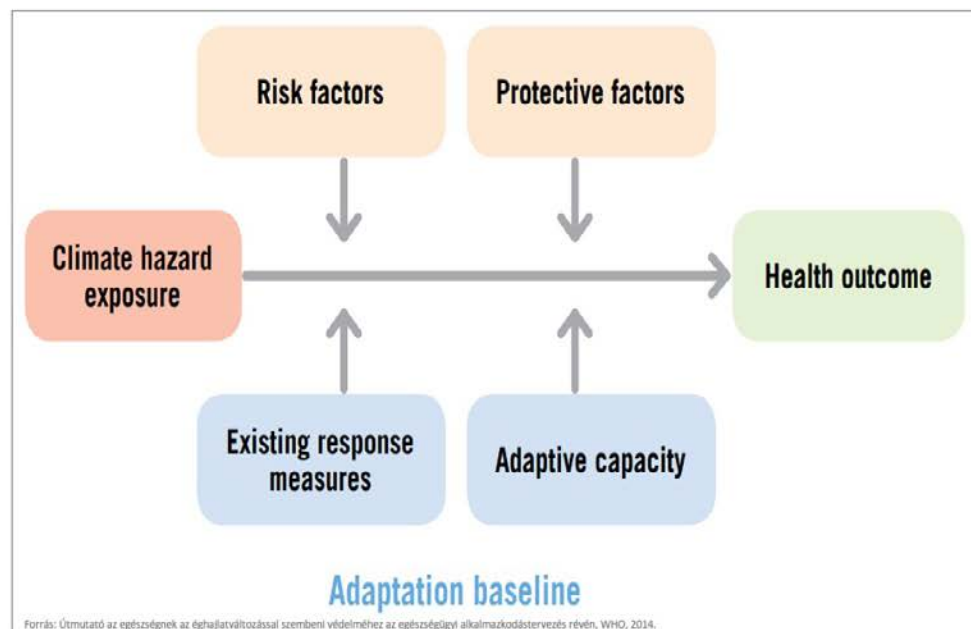 Risk factors
Protective factors
Climate hazard
exposure
Health outcome
Existing response
measures
Adaptive capacity
Adaptation baseline
Forrás: Útmutató az egészségnek az éghajlatváltozással szembeni védelméhez az egészségügyi alkalmazkodástervezés révén, WHO, 2014.